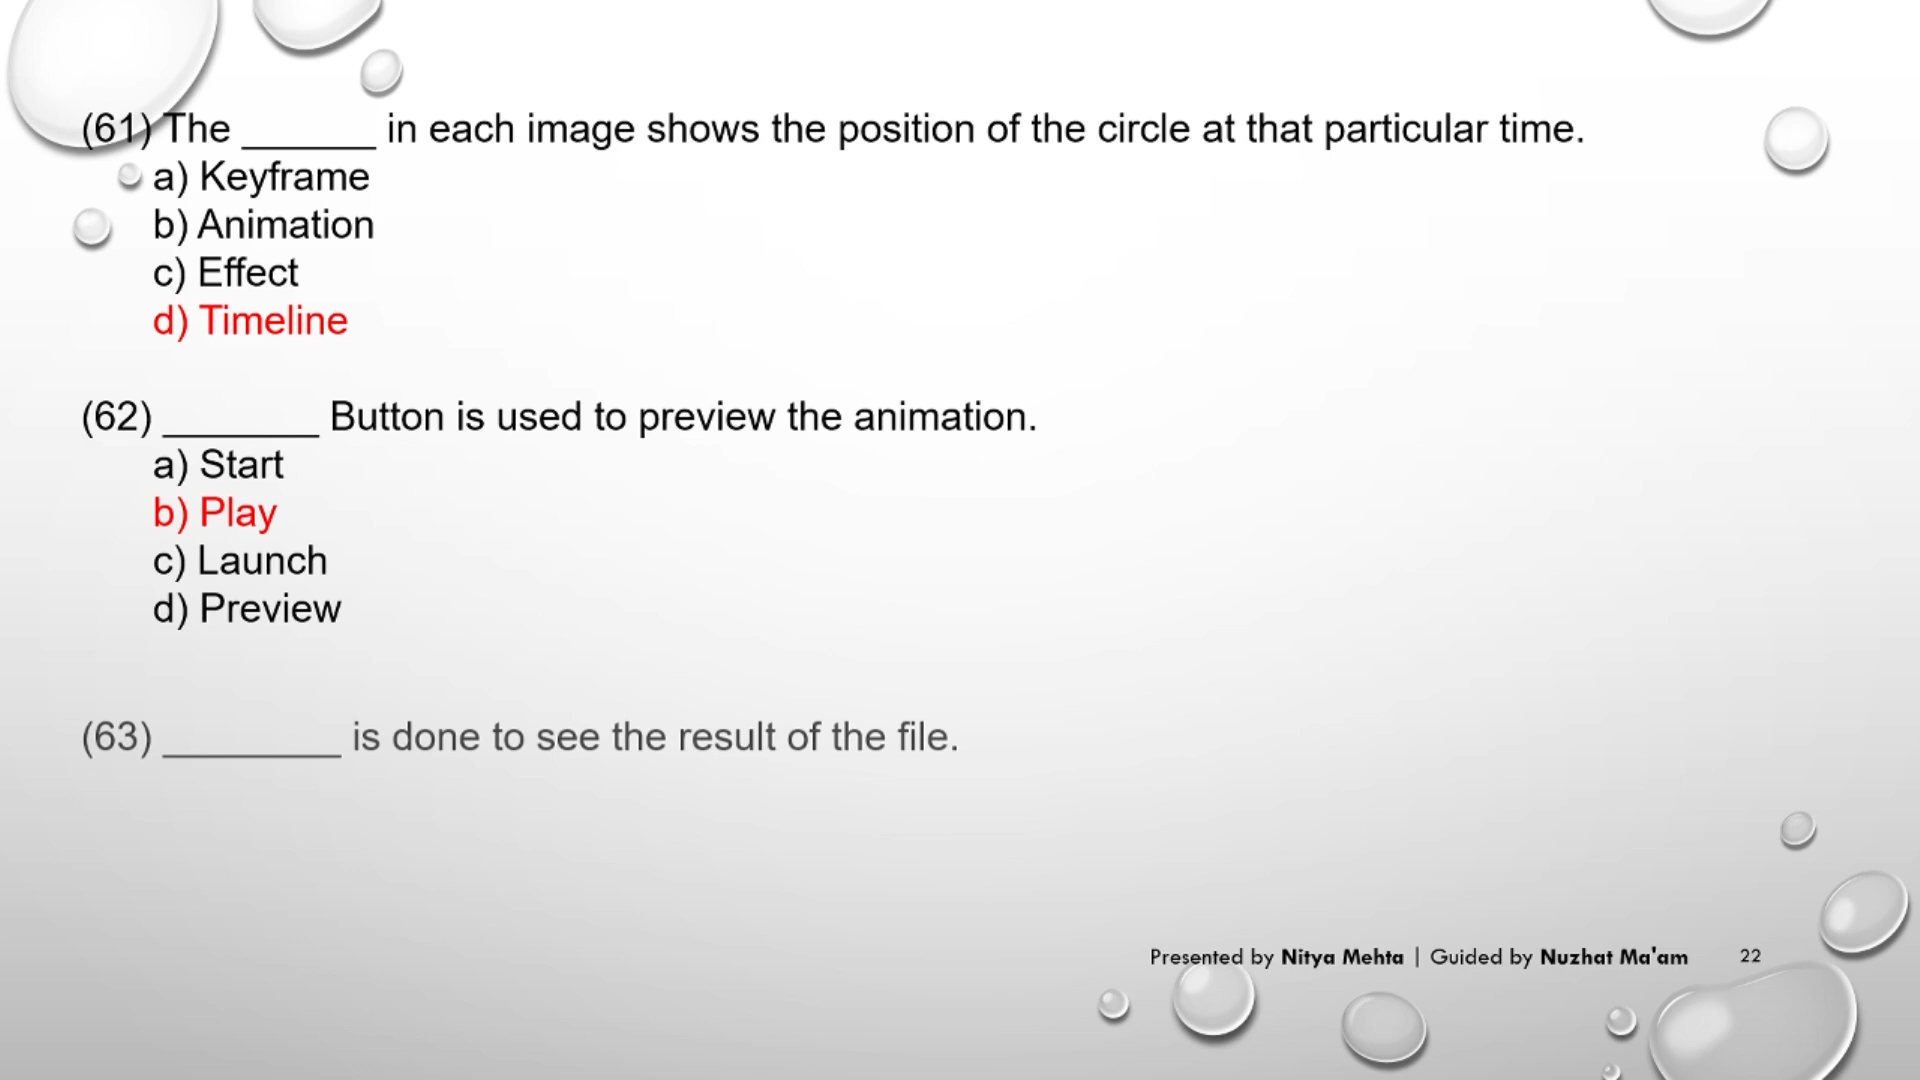 (61) The ______ in each image shows the position of the circle at that particular time.
a) Keyframe
b) Animation
c) Effect
d) Timeline
(62) _______ Button is used to preview the animation.
a) Start
b) Play
c) Launch
d) Preview
(63) ________ is done to see the result of the file.
Presented by Nitya Mehta | Guided by Nuzhat Ma'am 22